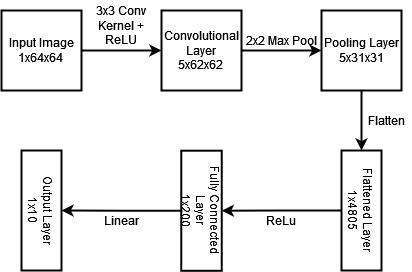 Input Image
1x64x64
3x3 Conv
Kernel +
ReLU
Convolutional
Layer
5x62x62
2x2 Max Pool
Pooling Layer
5x31x31
Flatten
Flattened Layer
1x4805
ReLu
Fully Connected
Layer
1x200
Linear
Output Layer
1x10